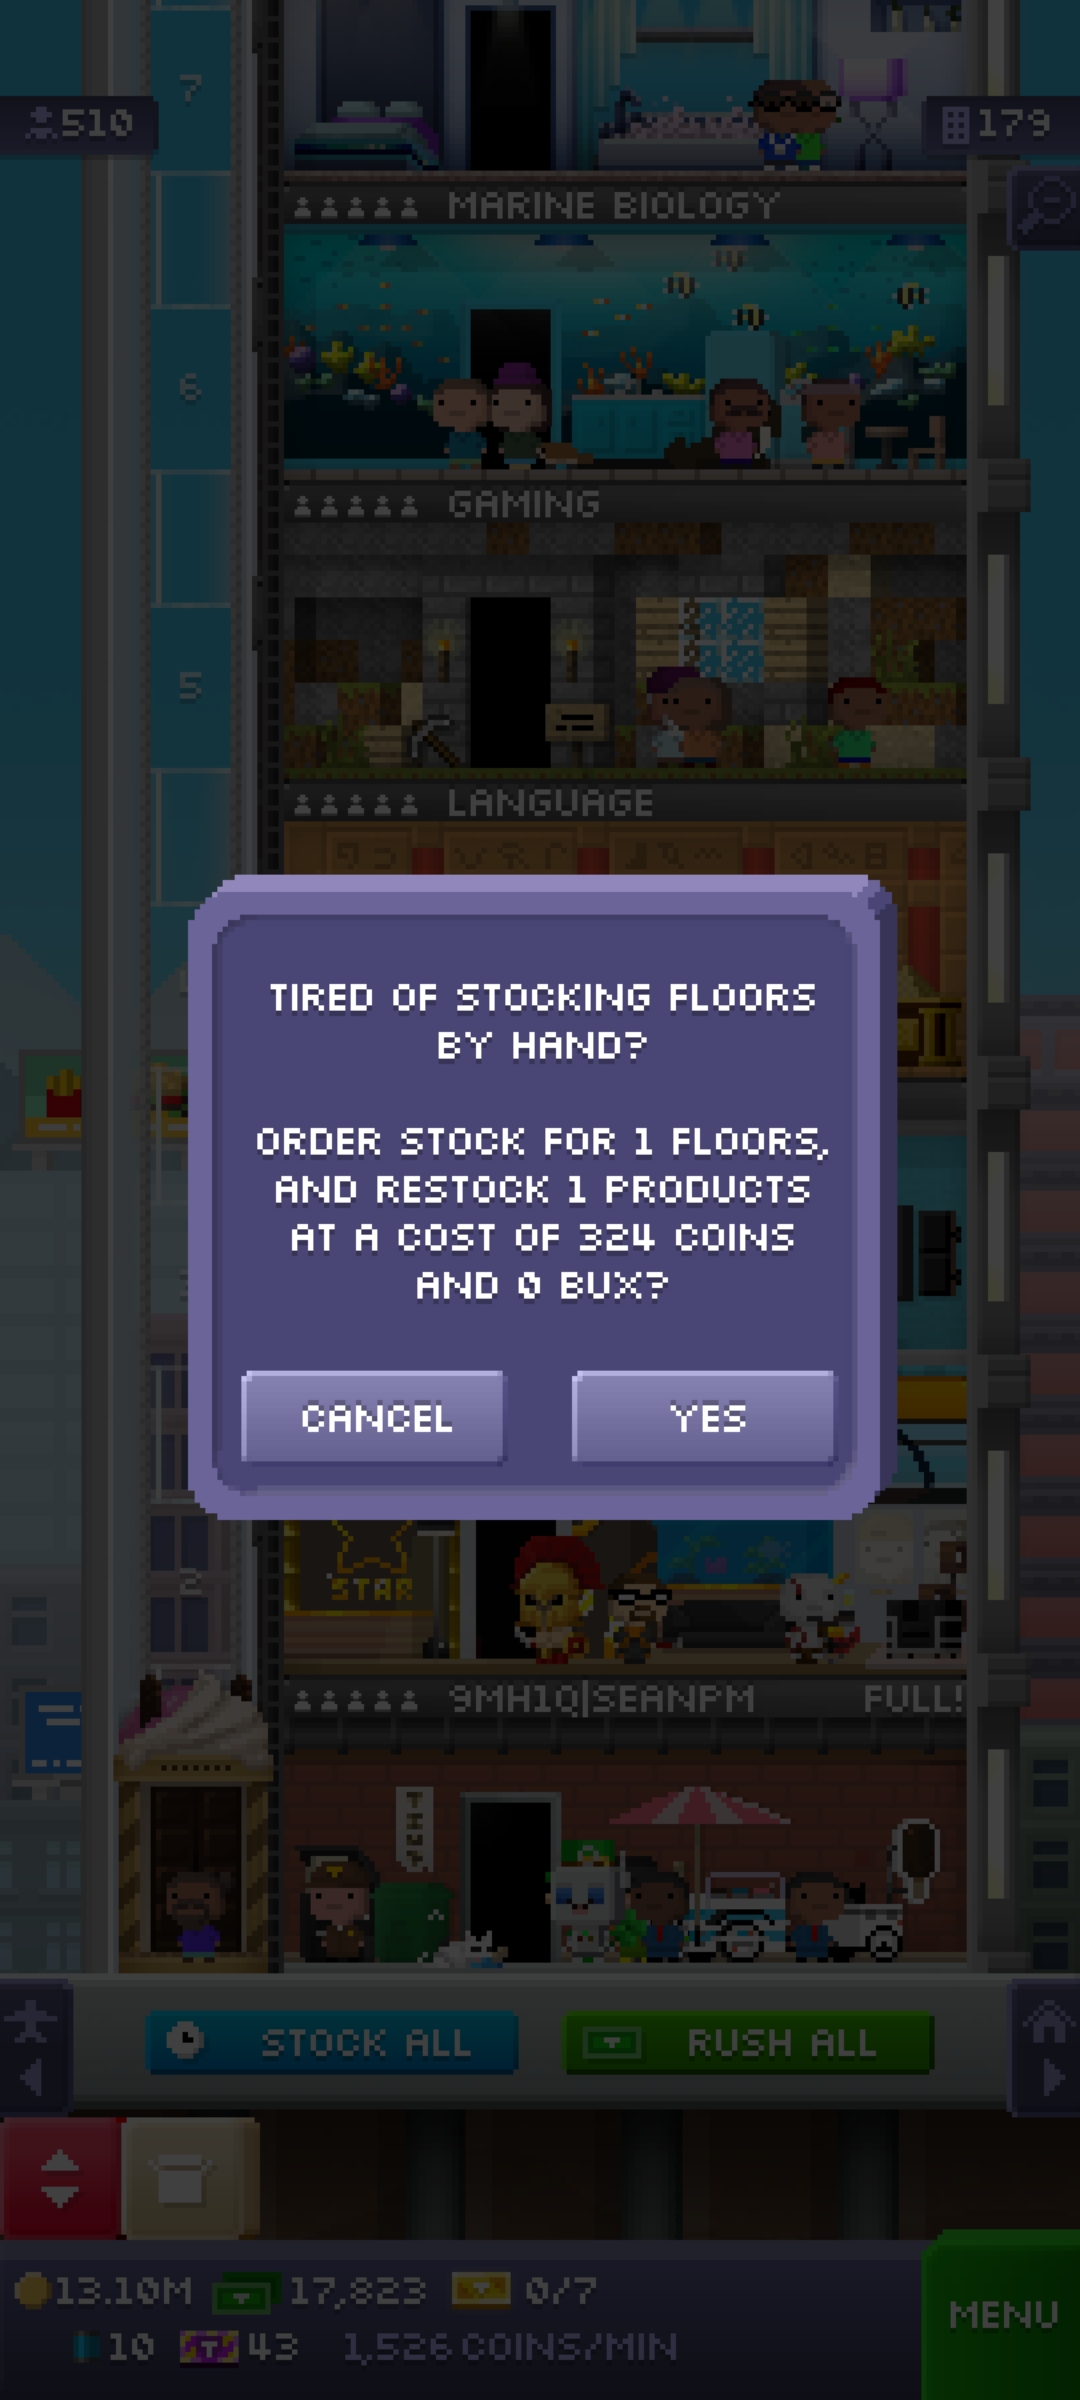 7
510
179
MARINE BIOLOGY
6
GAMING
5
LANGUAGE
TIRED OF STOCKING FLOORS
BY HAND?
ORDER STOCK FOR 1 FLOORS,
AND RESTOCK 1 PRODUCTS
AT A COST OF 324 COINS
AND 0 BUX?
CANCEL
YES
2
STAR
9MH1Q|SEANPM
FULL!
STOCK ALL
RUSH ALL
13.10M
17,823
0/7
10
T
43
1,526 COINS/MIN
MENU